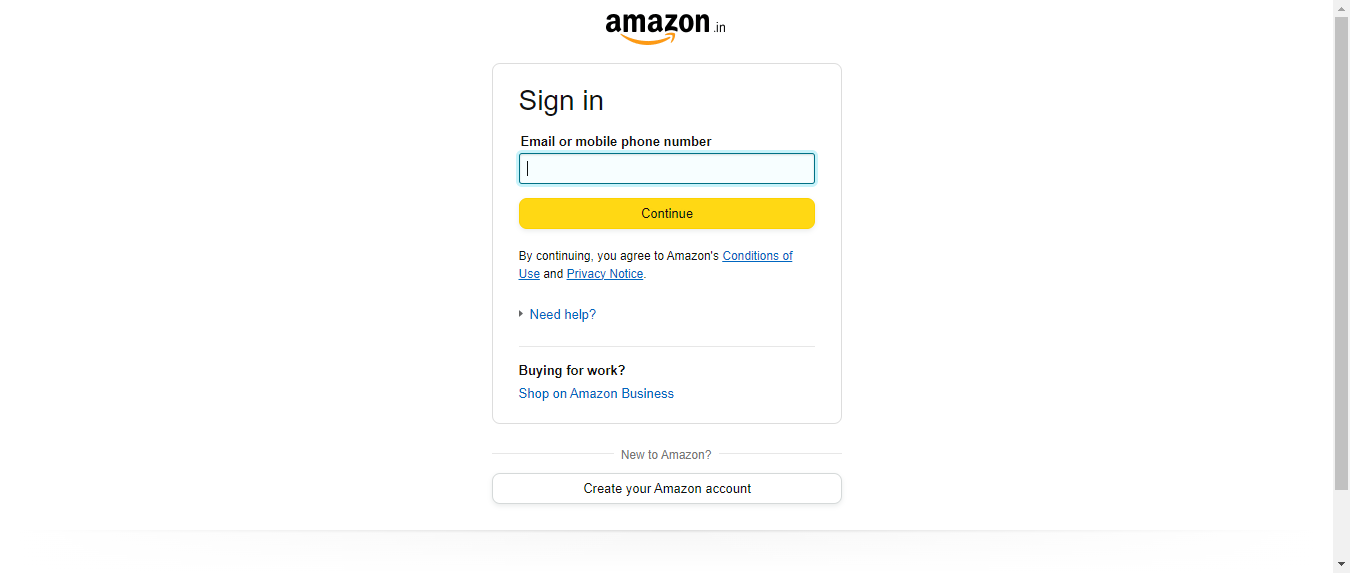 amazon.in
Sign in
Email or mobile phone number
Continue
By continuing, you agree to Amazon's Conditions of
Use and Privacy Notice.
Need help?
Buying for work?
Shop on Amazon Business
New to Amazon?
Create your Amazon account